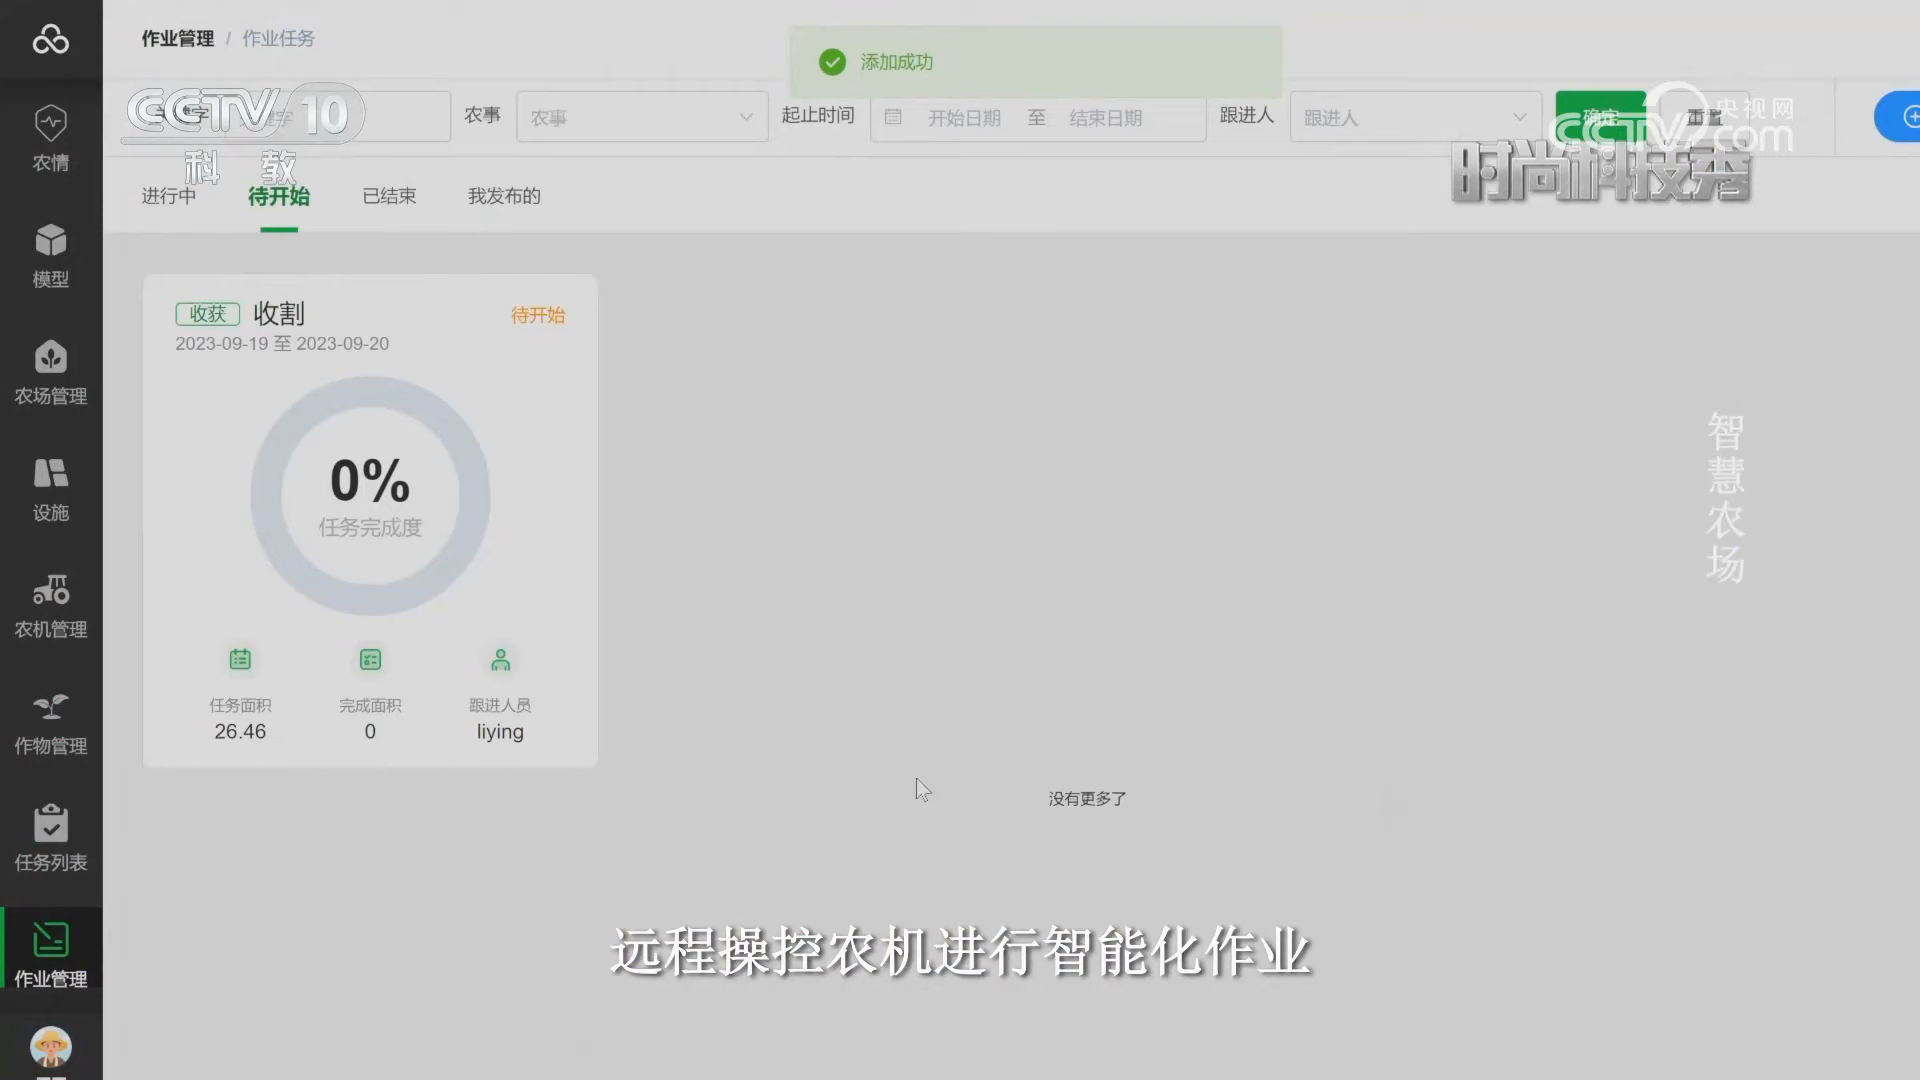 作业管理 / 作业任务
添加成功
CCTV 10
科 教
农事 农事
起止时间 开始日期 至 结束日期
跟进人 跟进人
确定 重置
央视网
CCTV.com
时尚科技秀
进行中 待开始 已结束 我发布的
农情
模型
农场管理
设施
农机管理
作物管理
任务列表
作业管理
收获 收割 待开始
2023-09-19 至 2023-09-20
0%
任务完成度
任务面积 完成面积 跟进人员
26.46 0 liying
没有更多了
智慧农场
远程操控农机进行智能化作业